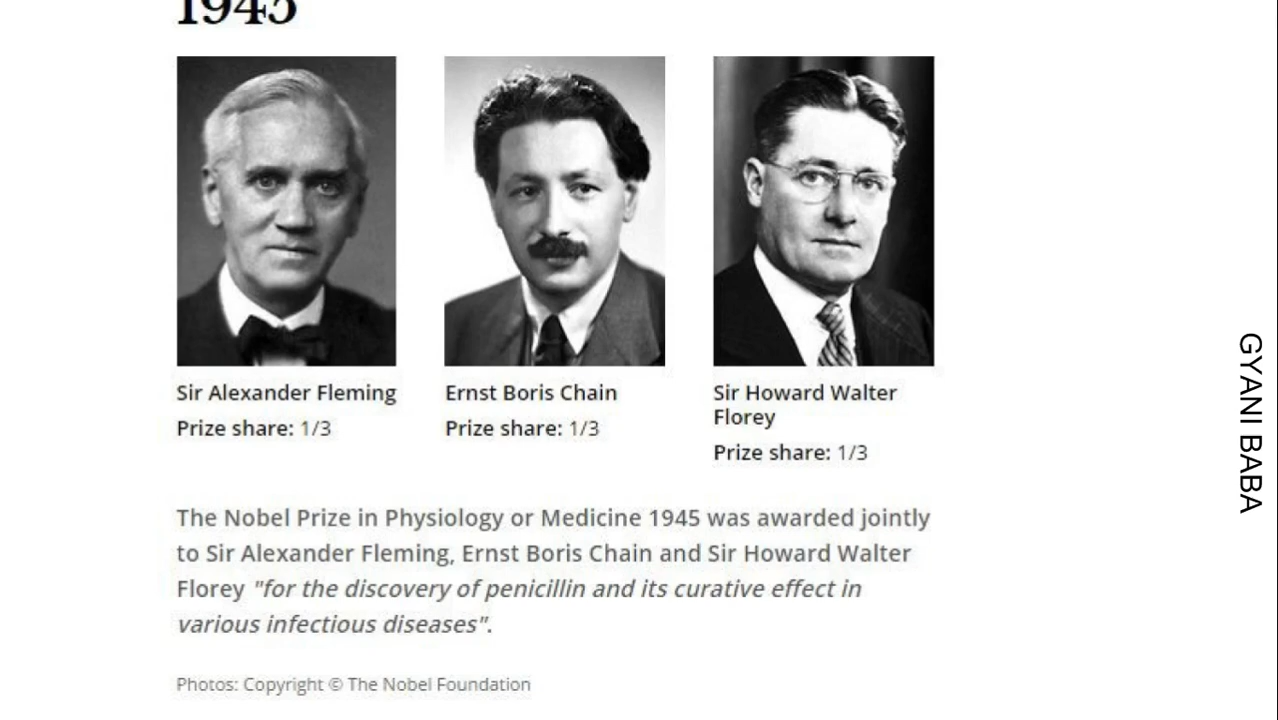 1945
Sir Alexander Fleming
Prize share: 1/3
Ernst Boris Chain
Prize share: 1/3
Sir Howard Walter
Florey
Prize share: 1/3
The Nobel Prize in Physiology or Medicine 1945 was awarded jointly
to Sir Alexander Fleming, Ernst Boris Chain and Sir Howard Walter
Florey "for the discovery of penicillin and its curative effect in
various infectious diseases".
Photos: Copyright © The Nobel Foundation
GYANI BABA